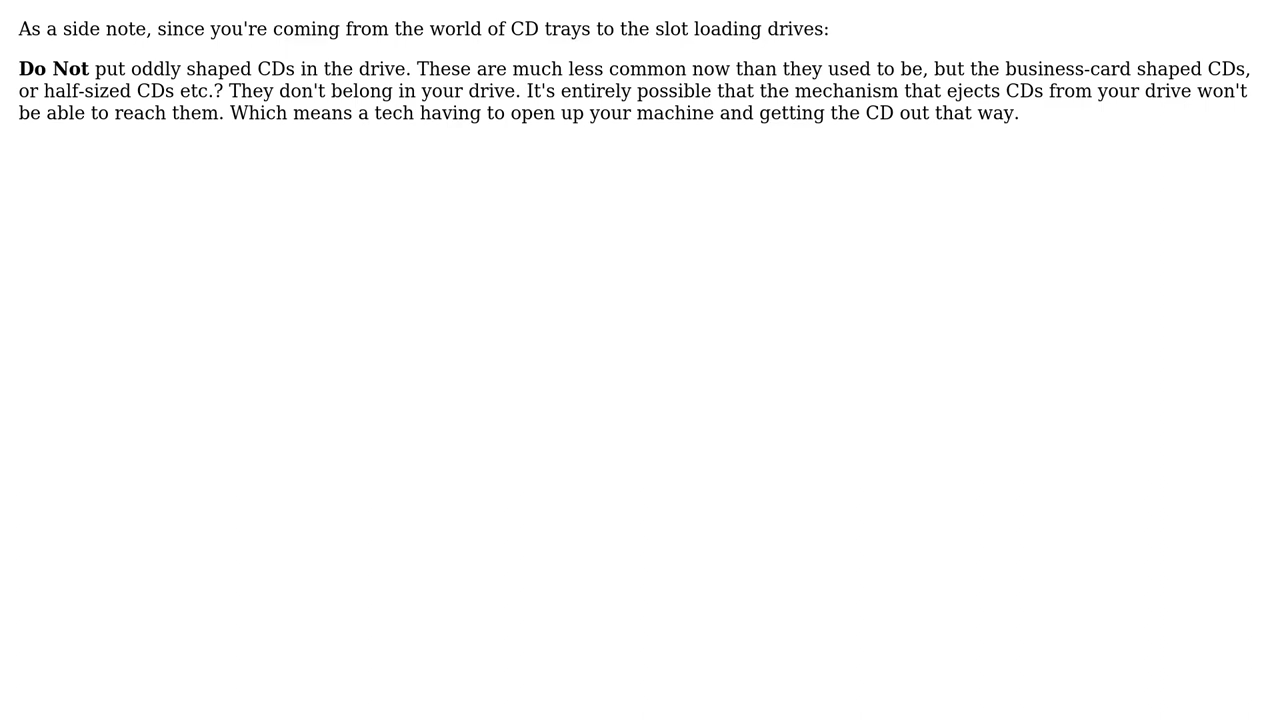 As a side note, since you're coming from the world of CD trays to the slot loading drives:
Do Not put oddly shaped CDs in the drive. These are much less common now than they used to be, but the business-card shaped CDs,
or half-sized CDs etc.? They don't belong in your drive. It's entirely possible that the mechanism that ejects CDs from your drive won't
be able to reach them. Which means a tech having to open up your machine and getting the CD out that way.